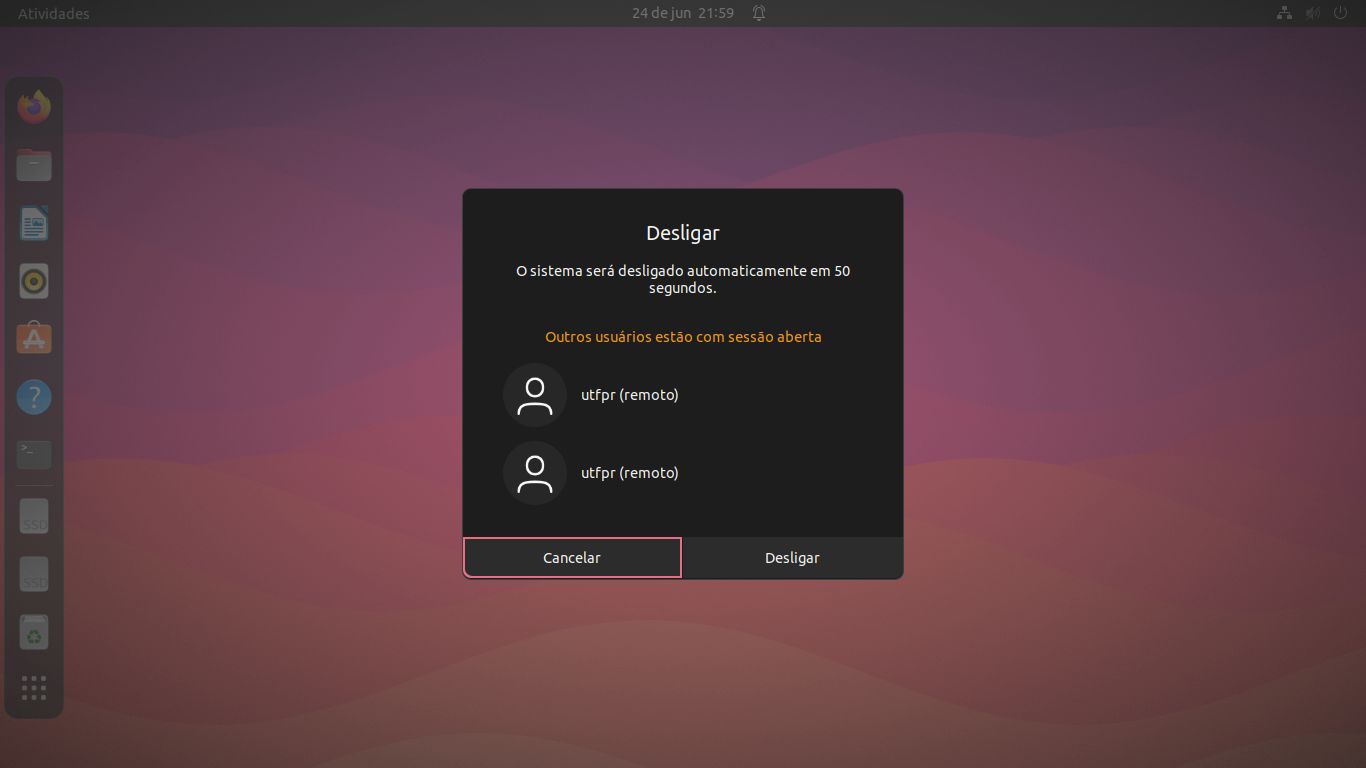 Atividades
24 de jun 21:59
Desligar
O sistema será desligado automaticamente em 50
segundos.
Outros usuários estão com sessão aberta
utfpr (remoto)
utfpr (remoto)
Cancelar
Desligar
>_
?
SSD
SSD